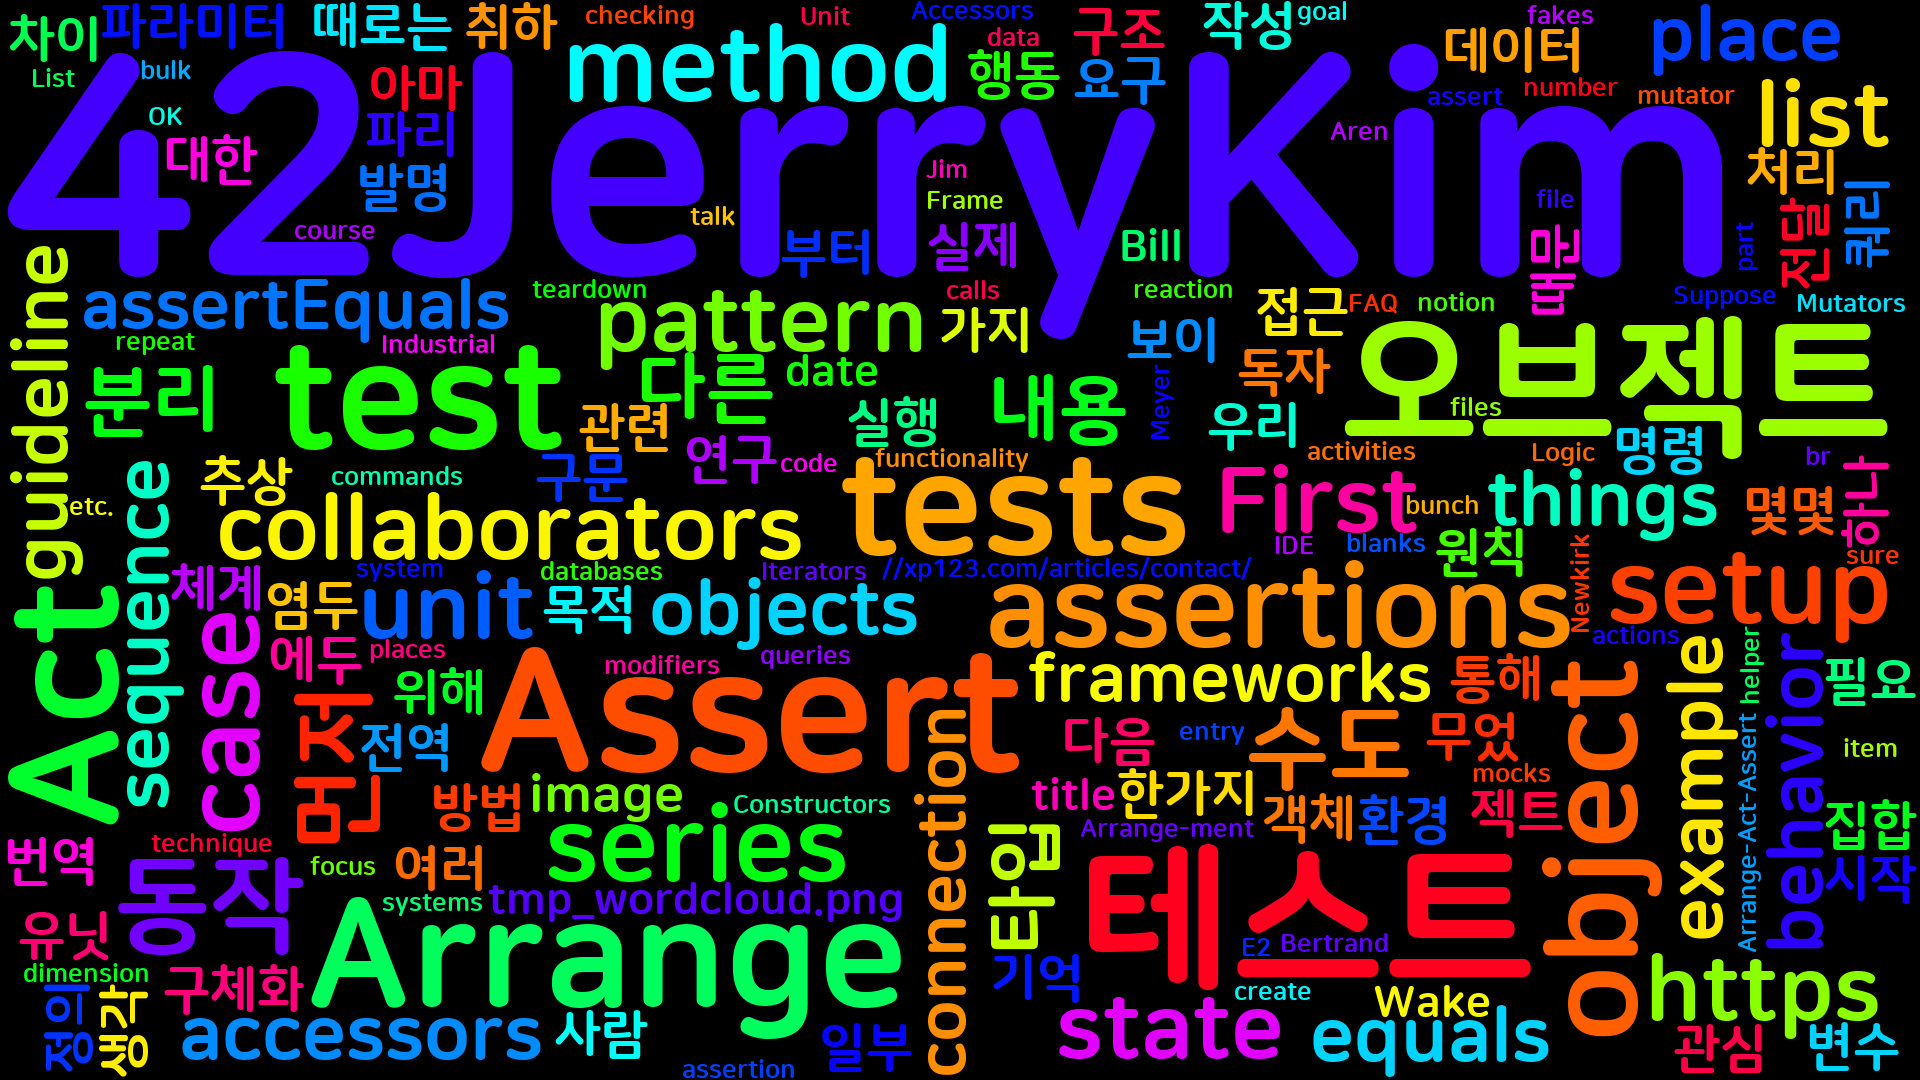 차이
파라미터
때로는
취하
checking
Unit
Accessors
작성
goal
fakes
place
method
data
구조
데이터
List
bulk
아마
행동
요구
assert
number
mutator
list
OK
42JerryKim
대한
파리
발명
Aren
처리
Jim
Frame
file
전달
쿼리
course
talk
부터
실제
Bill
뿐만
part
guideline
assertEquals
teardown
pattern
calls
가지
reaction
접근
FAQ
notion
Suppose
Mutators
repeat
Industrial
보이
오브젝트
분리
test
다른
date
내용
독자
Meyer
files
관련
실행
우리
명령
추상
commands
구문
연구
code
functionality
activities
Logic
br
etc.
sequence
collaborators
tests
First
bunch
things
몇몇
하나
IDE
blanks
원칙
sure
Act
체계
system
염두
unit
databases
목적
Iterators
//xp123.com/articles/contact/
objects
assertions
Newkirk
setup
case
에두
places
위해
modifiers
queries
Assert
frameworks
통해
object
actions
example
helper
behavior
필요
먼저
전역
connection
다음
entry
수도
무었
Arrange-Act-Assert
item
방법
image
Constructors
title
한가지
mocks
객체
환경
젝트
집합
번역
technique
동작
focus
여러
series
Arrange-ment
타입
테스트
시작
systems
tmp_wordcloud.png
유닛
Arrange
E2
Bertrand
dimension
구체화
기억
create
Wake
https
정이
생각
accessors
사람
일부
state
equals
관심
변수
assertion